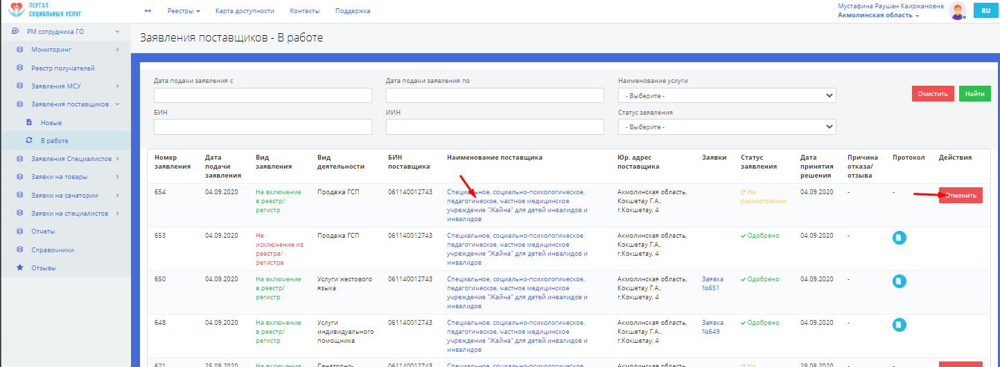 ПОРТАЛ
СОЦИАЛЬНЫХ УСЛУГ
Реестры
Карта доступности
Контакты
Поддержка
Мустафина Раушан Каиржановна
Акмолинская область
RU
РМ сотрудника ГО
Мониторинг
Реестр получателей
Заявления МСУ
Заявления поставщиков
Новые
В работе
Заявления Специалистов
Заявки на товары
Заявки на санатории
Заявки на специалистов
Отчеты
Справочники
Отзывы
Заявления поставщиков - В работе
Дата подачи заявления с
Дата подачи заявления по
Наименование услуги
- Выберите -
Очистить
Найти
БИН
ИИН
Статус заявления
- Выберите -
Номер заявления
Дата подачи заявления
Вид заявления
Вид деятельности
БИН поставщика
Наименование поставщика
Юр. адрес поставщика
Заявки
Статус заявления
Дата принятия решения
Причина отказа/отзыва
Протокол
Действия
654
04.09.2020
На включение
в реестр/
регистр
Продажа ГСП
061140012743
Специальное, социально-психологическое,
педагогическое, частное медицинское
учреждение "Жайна" для детей инвалидов и
инвалидов
Акмолинская область,
Кокшетау Г.А.,
г.Кокшетау, 4
На
рассмотрении
04.09.2020
-
-
Отменить
653
04.09.2020
На
исключение из
реестра/
регистра
Продажа ГСП
061140012743
Специальное, социально-психологическое,
педагогическое, частное медицинское
учреждение "Жайна" для детей инвалидов и
инвалидов
Акмолинская область,
Кокшетау Г.А.,
г.Кокшетау, 4
Одобрено
04.09.2020
-
650
04.09.2020
На включение
в реестр/
регистр
Услуги жестового
языка
061140012743
Специальное, социально-психологическое,
педагогическое, частное медицинское
учреждение "Жайна" для детей инвалидов и
инвалидов
Акмолинская область,
Кокшетау Г.А.,
г.Кокшетау, 4
Заявка
№651
Одобрено
04.09.2020
-
648
04.09.2020
На включение
в реестр/
регистр
Услуги
индивидуального
помощника
061140012743
Специальное, социально-психологическое,
педагогическое, частное медицинское
учреждение "Жайна" для детей инвалидов и
инвалидов
Акмолинская область,
Кокшетау Г.А.,
г.Кокшетау, 4
Заявка
№649
Одобрено
04.09.2020
-
621
25.08.2020
На включение
Санаторно-
061140012743
Специальное, социально-психологическое,
Акмолинская область,
На
28.08.2020